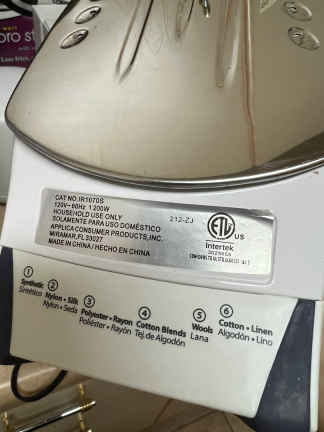 pro st
CAT NO. IR1070S
120V~60Hz 1200W
HOUSEHOLD USE ONLY
SOLAMENTE PARA USO DOMÉSTICO
APPLICA CONSUMER PRODUCTS, INC.
MIRAMAR, FL 33027
MADE IN CHINA / HECHO EN CHINA
212-ZJ
ETL
US
Intertek
1
Synthetic
Sintético
2
Nylon • Silk
Nylon • Seda
3
Polyester • Rayon
Poliéster • Rayón
4
Cotton Blends
Tej. de Algodón
5
Wools
Lana
6
Cotton • Linen
Algodón • Lino